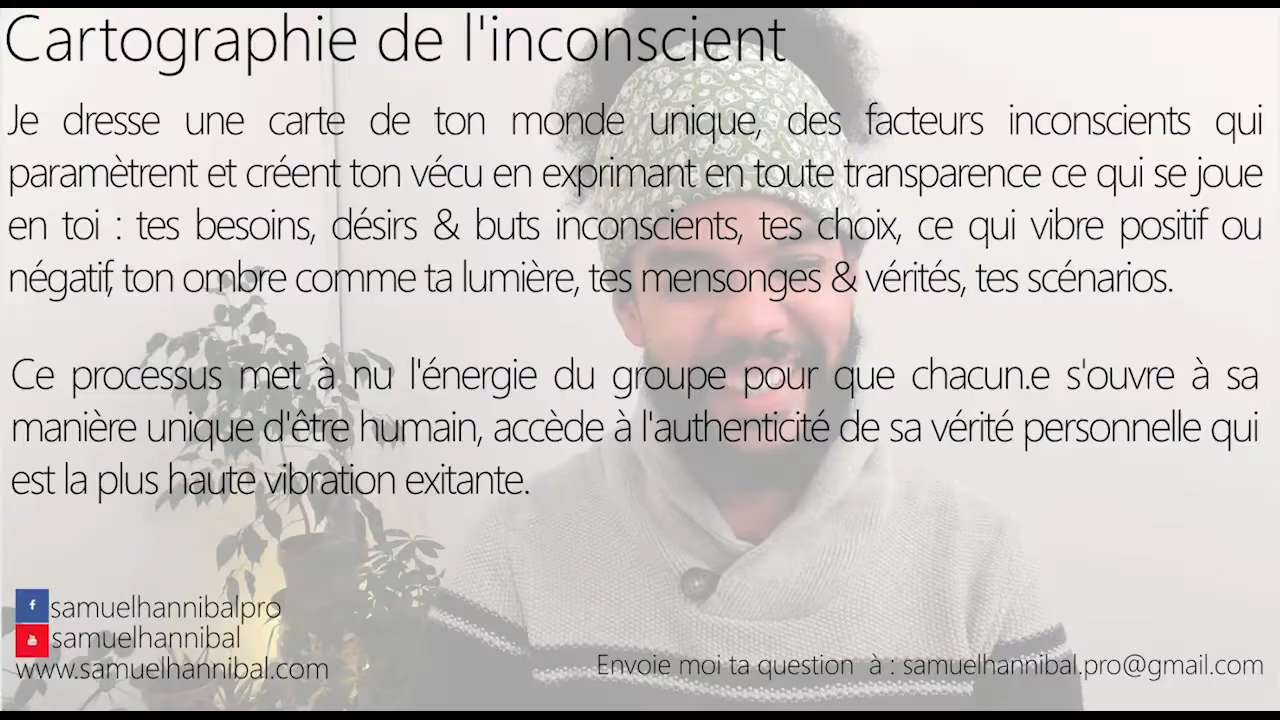 Cartographie de l'inconscient
Je dresse une carte de ton monde unique, des facteurs inconscients qui
paramètrent et créent ton vécu en exprimant en toute transparence ce qui se joue
en toi : tes besoins, désirs & buts inconscients, tes choix, ce qui vibre positif ou
négatif, ton ombre comme ta lumière, tes mensonges & vérités, tes scénarios.
Ce processus met à nu l'énergie du groupe pour que chacun.e s'ouvre à sa
manière unique d'être humain, accède à l'authenticité de sa vérité personnelle qui
est la plus haute vibration exitante.
samuelhannibalpro
samuelhannibal
www.samuelhannibal.com
Envoie moi ta question à : samuelhannibal.pro@gmail.com